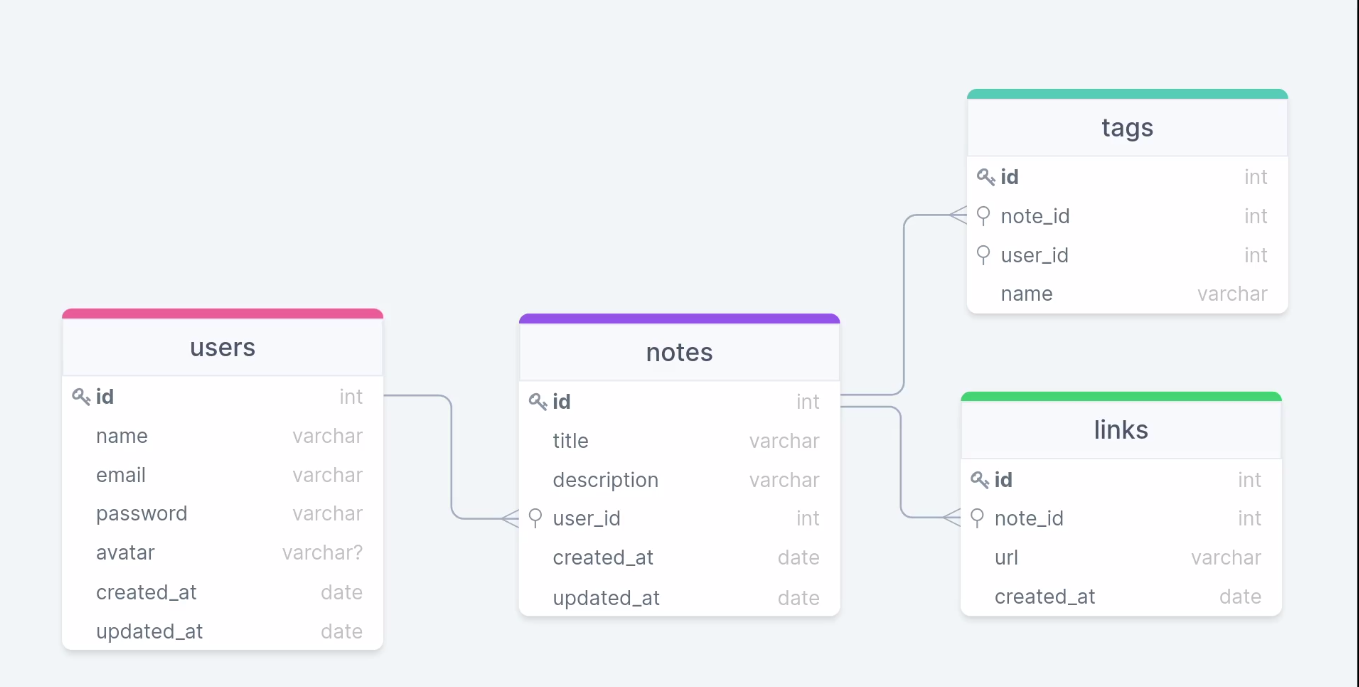 users
id int
name varchar
email varchar
password varchar
avatar varchar?
created_at date
updated_at date
notes
id int
title varchar
description varchar
user_id int
created_at date
updated_at date
tags
id int
note_id int
user_id int
name varchar
links
id int
note_id int
url varchar
created_at date